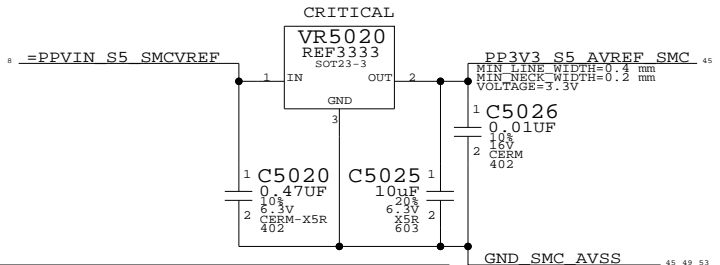 CRITICAL
VR5020
REF3333
SOT23-3
8 =PPVIN_S5_SMCVREF
PP3V3_S5_AVREF_SMC 45
MIN_LINE_WIDTH=0.4 mm
MIN_NECK_WIDTH=0.2 mm
VOLTAGE=3.3V
1 IN OUT 2
GND
3
1 C5026
0.01UF
10%
16V
2 CERM
402
1 C5020
0.47UF
10%
6.3V
2 CERM-X5R
402
C5025 1
10uF
20%
6.3V 2
X5R
603
GND_SMC_AVSS 45 49 53